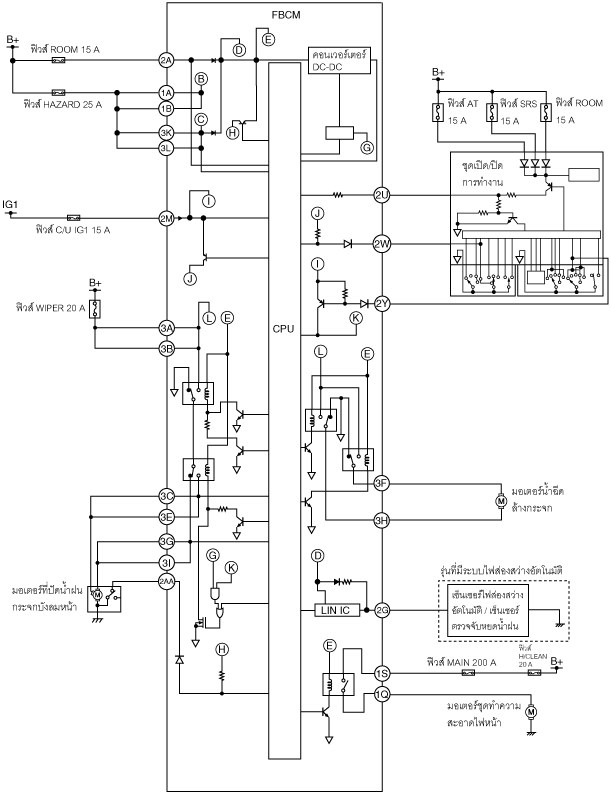 FBCM
B+
ฟิวส์ ROOM 15 A
2A
D
E
คอนเวอร์เตอร์
DC-DC
B
1A
ฟิวส์ HAZARD 25 A
1B
C
3K
H
3L
G
B+
ฟิวส์ AT
15 A
ฟิวส์ SRS
15 A
ฟิวส์ ROOM
15 A
ชุดเปิด/ปิด
การทำงาน
IG1
ฟิวส์ C/U IG1 15 A
2M
I
J
2U
J
2W
I
2Y
K
B+
ฟิวส์ WIPER 20 A
3A
L
E
3B
CPU
L
E
3C
3E
3G
3I
2AA
3F
3H
M
มอเตอร์น้ำฉีด
ล้างกระจก
มอเตอร์ที่ปัดน้ำฝน
กระจกบังลมหน้า
M
G
K
D
LIN IC
2G
รุ่นที่มีระบบไฟส่องสว่างอัตโนมัติ
เซ็นเซอร์ไฟส่องสว่าง
อัตโนมัติ / เซ็นเซอร์
ตรวจจับหยดน้ำฝน
H
E
1S
ฟิวส์ MAIN 200 A
ฟิวส์
H/CLEAN
20 A
B+
1Q
มอเตอร์ชุดทำความ
สะอาดไฟหน้า
M